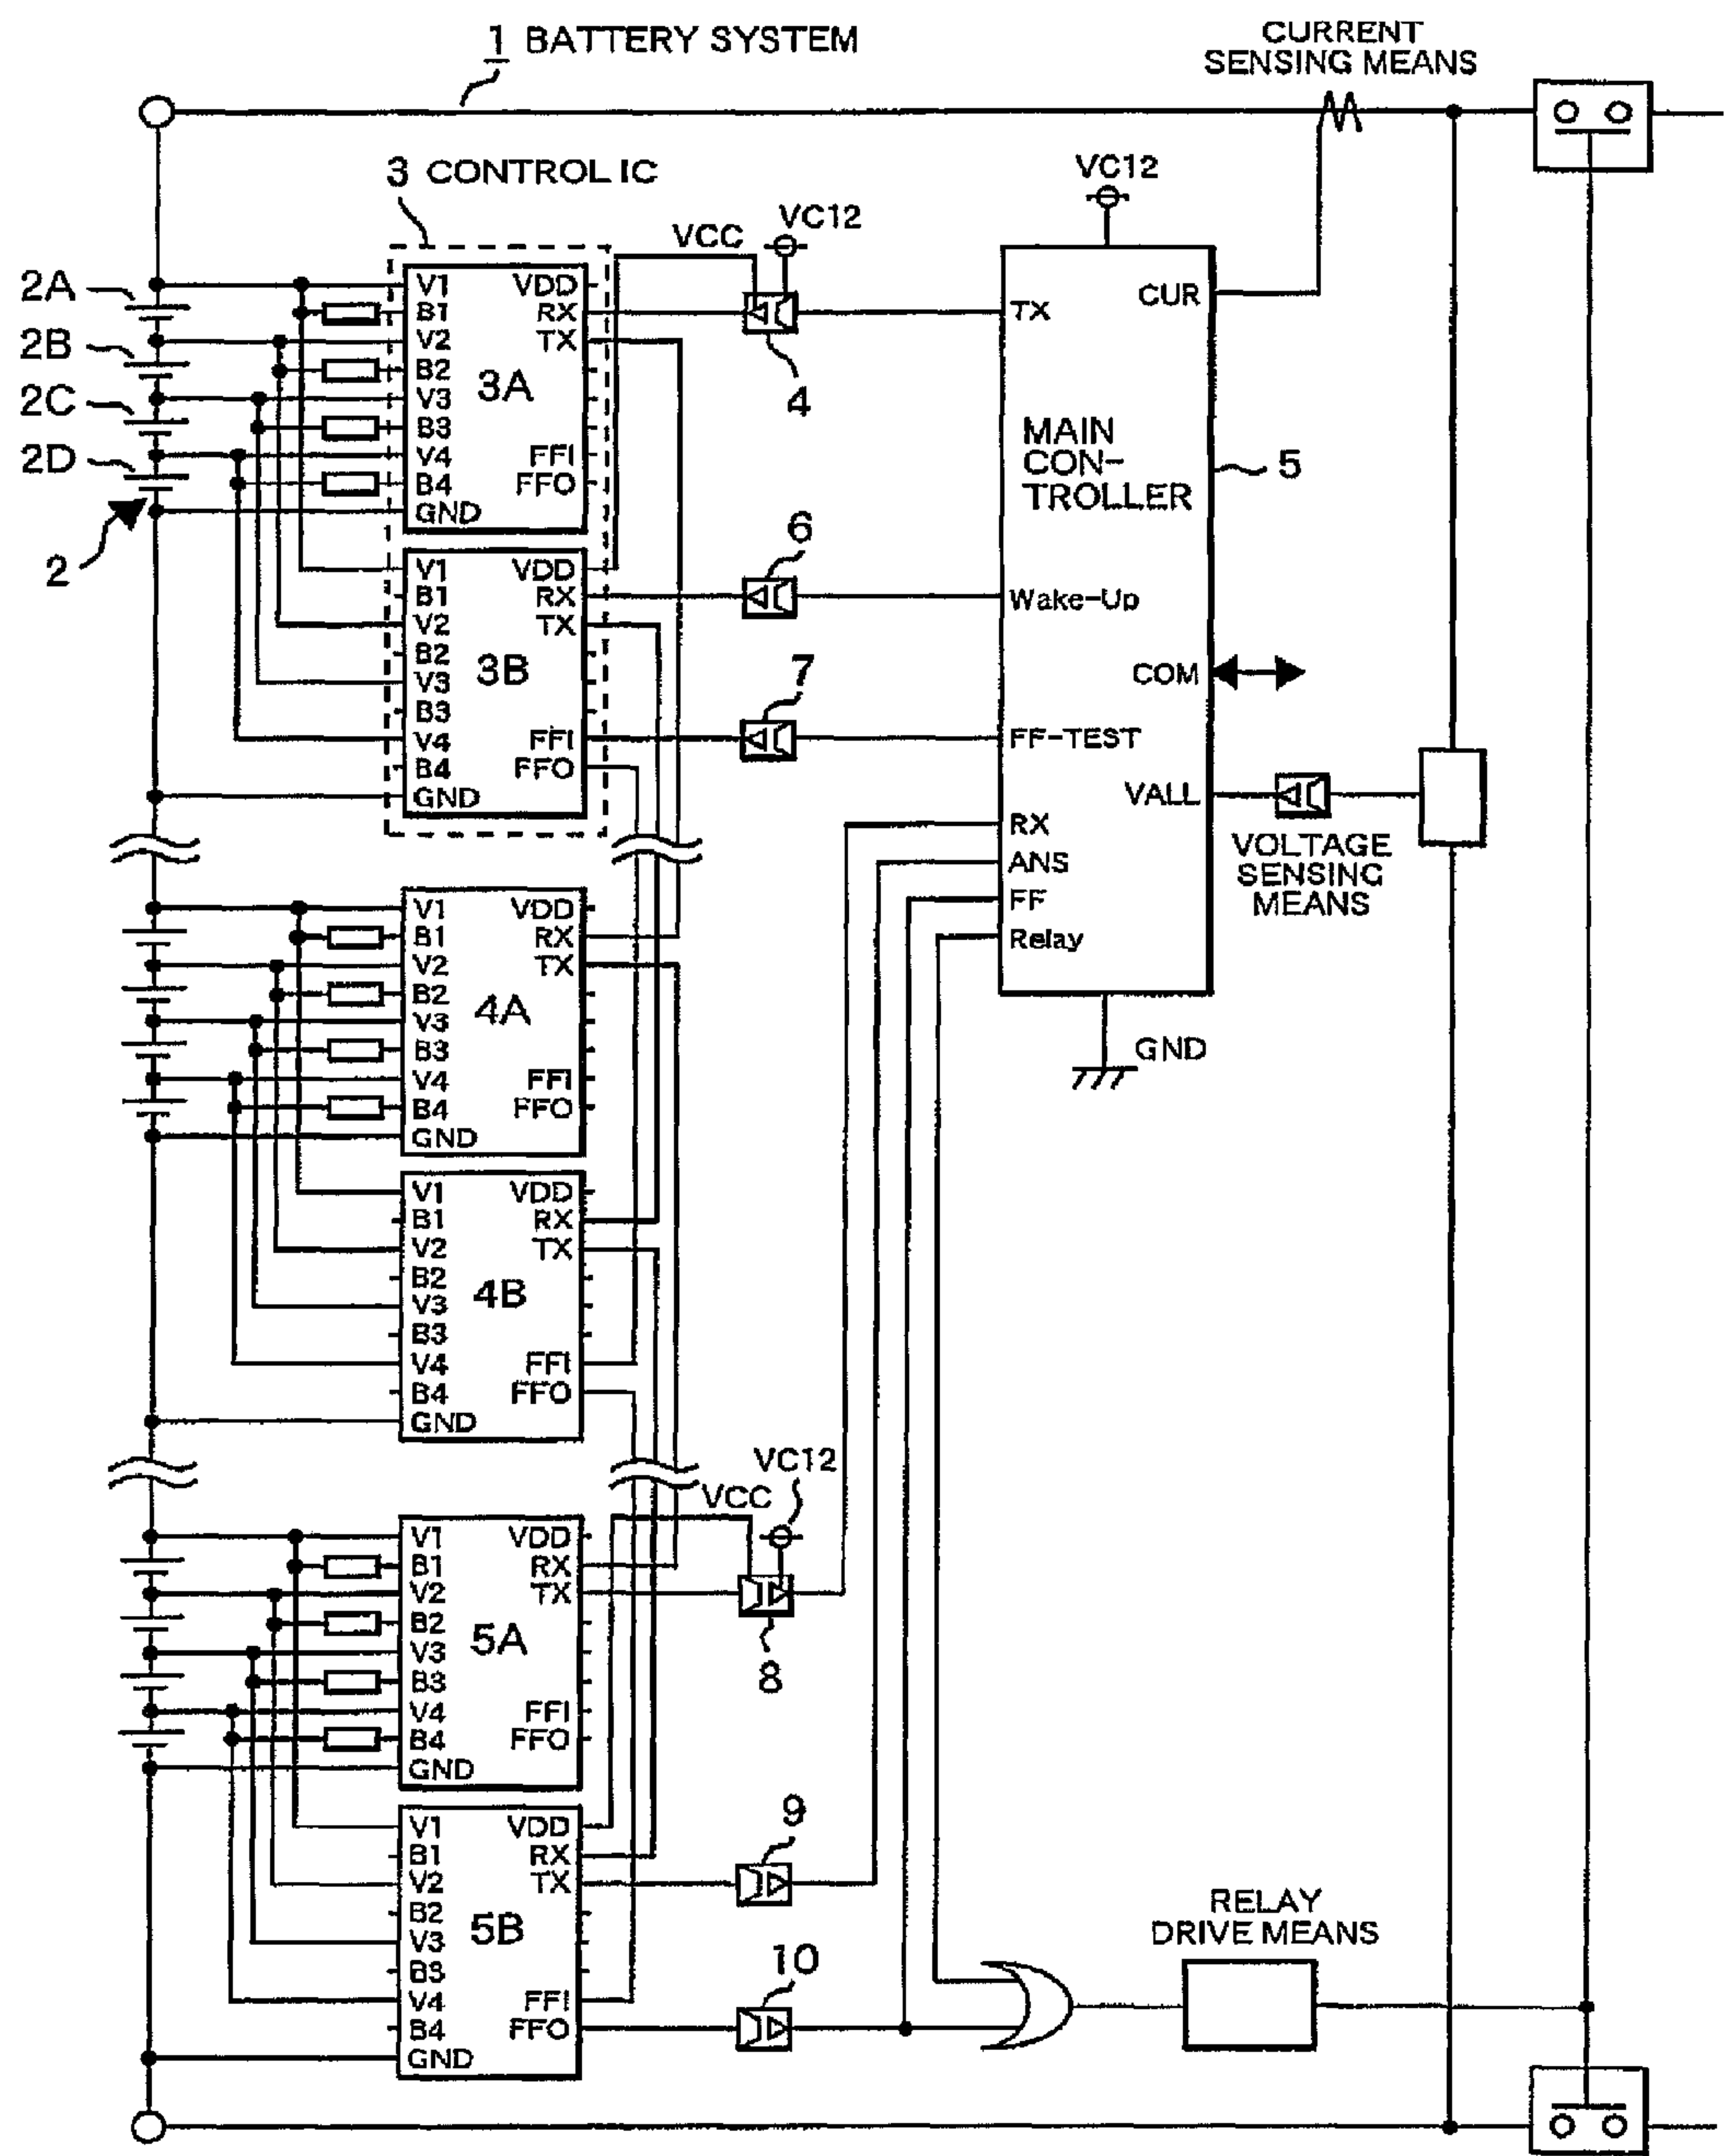 1 BATTERY SYSTEM
CURRENT
SENSING MEANS
3 CONTROL IC
VCC
VC12
VC12
2A
2B
2C
2D
2
V1 VDD
B1 RX
V2 TX
B2
V3
3A
B3
V4 FFI
B4 FFO
GND
4
TX
CUR
MAIN
CON-
TROLLER
5
V1 VDD
B1 RX
V2 TX
B2
V3
3B
B3
V4 FFI
B4 FFO
GND
6
7
Wake-Up
COM
FF-TEST
VALL
RX
ANS
FF
Relay
GND
VOLTAGE
SENSING
MEANS
V1 VDD
B1 RX
V2 TX
B2
4A
V3
B3
V4 FFI
B4 FFO
GND
V1 VDD
B1 RX
V2 TX
B2
4B
V3
B3
V4 FFI
B4 FFO
GND
VC12
VCC
V1 VDD
B1 RX
V2 TX
B2
5A
V3
B3
V4 FFI
B4 FFO
GND
8
V1 VDD
B1 RX
V2 TX
B2
5B
V3
B3
V4 FFI
B4 FFO
GND
9
10
RELAY
DRIVE MEANS